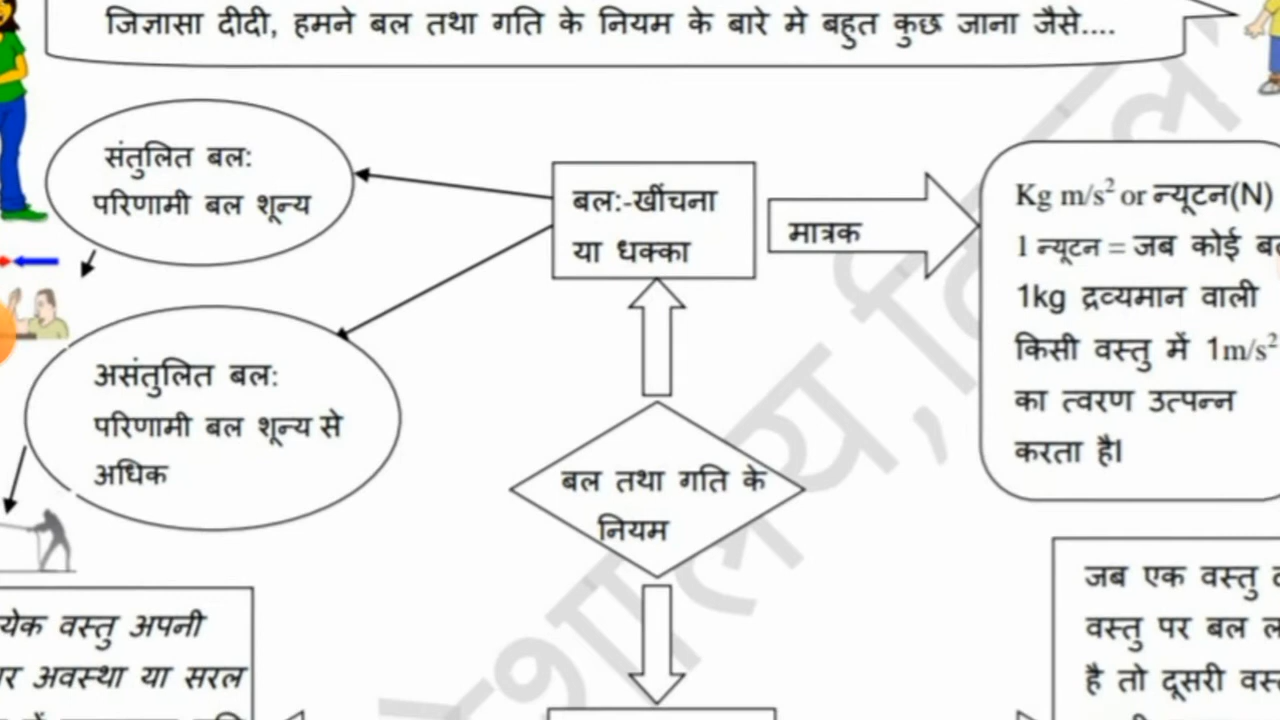 जिज्ञासा दीदी, हमने बल तथा गति के नियम के बारे मे बहुत कुछ जाना जैसे....
संतुलित बल:
परिणामी बल शून्य
असंतुलित बल:
परिणामी बल शून्य से
अधिक
बल:-खींचना
या धक्का
मात्रक
Kg m/s² or न्यूटन(N)
1 न्यूटन = जब कोई
1kg द्रव्यमान वाली
किसी वस्तु में 1m/s²
का त्वरण उत्पन्न
करता है।
बल तथा गति के
नियम
वस्तु अपनी
अवस्था या सरल
जब एक वस्तु
वस्तु पर बल
है तो दूसरी